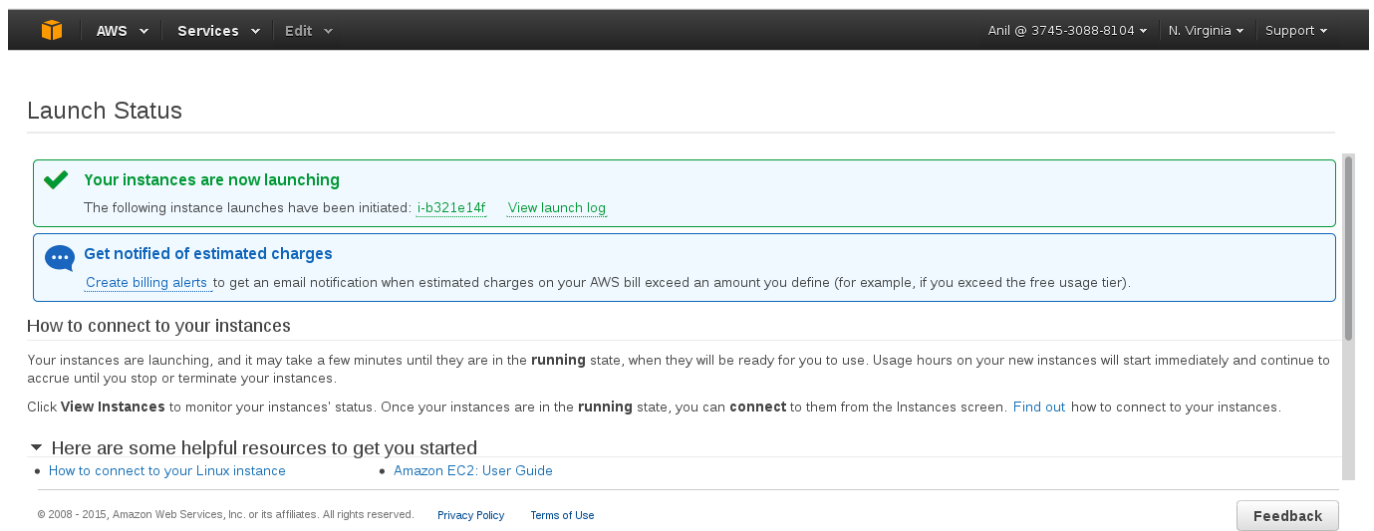 AWS Services Edit Anil @ 3745-3088-8104 N. Virginia Support
Launch Status
Your instances are now launching
The following instance launches have been initiated: i-b321e14f View launch log
Get notified of estimated charges
Create billing alerts to get an email notification when estimated charges on your AWS bill exceed an amount you define (for example, if you exceed the free usage tier).
How to connect to your instances
Your instances are launching, and it may take a few minutes until they are in the running state, when they will be ready for you to use. Usage hours on your new instances will start immediately and continue to
accrue until you stop or terminate your instances.
Click View Instances to monitor your instances' status. Once your instances are in the running state, you can connect to them from the Instances screen. Find out how to connect to your instances.
Here are some helpful resources to get you started
• How to connect to your Linux instance • Amazon EC2: User Guide
© 2008 - 2015, Amazon Web Services, Inc. or its affiliates. All rights reserved. Privacy Policy Terms of Use Feedback